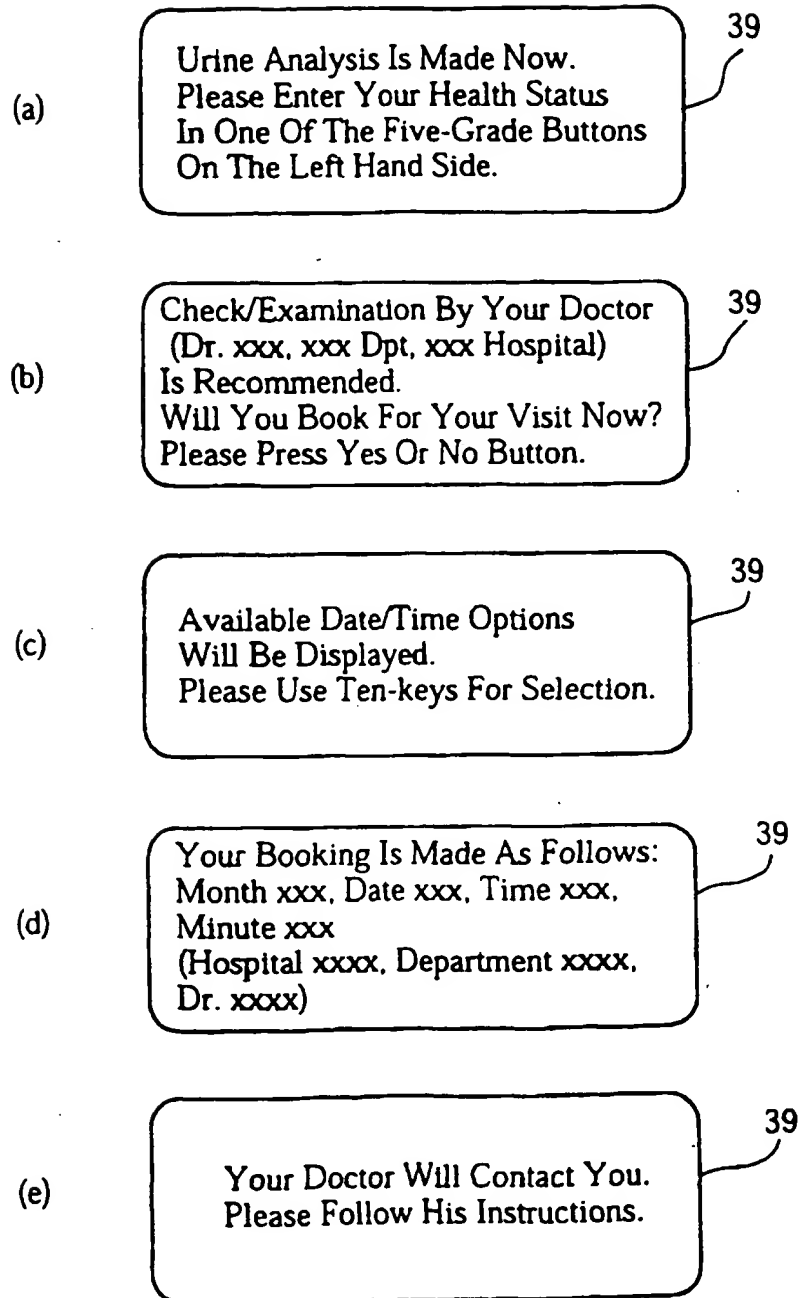 39
(a)
Urine Analysis Is Made Now.
Please Enter Your Health Status
In One Of The Five-Grade Buttons
On The Left Hand Side.
39
(b)
Check/Examination By Your Doctor
(Dr. xxx, xxx Dpt, xxx Hospital)
Is Recommended.
Will You Book For Your Visit Now?
Please Press Yes Or No Button.
39
(c)
Available Date/Time Options
Will Be Displayed.
Please Use Ten-keys For Selection.
39
(d)
Your Booking Is Made As Follows:
Month xxx, Date xxx, Time xxx,
Minute xxx
(Hospital xxxx, Department xxxx,
Dr. xxxx)
39
(e)
Your Doctor Will Contact You.
Please Follow His Instructions.